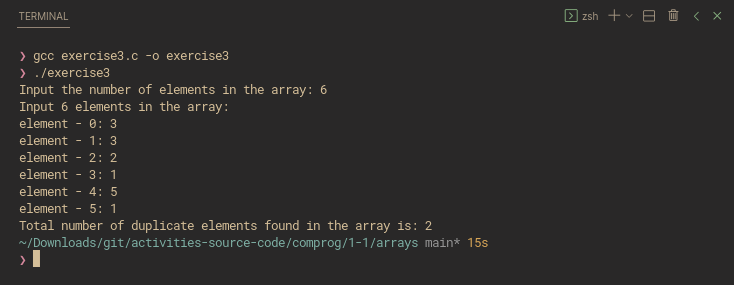 TERMINAL
zsh
❯ gcc exercise3.c -o exercise3
❯ ./exercise3
Input the number of elements in the array: 6
Input 6 elements in the array:
element - 0: 3
element - 1: 3
element - 2: 2
element - 3: 1
element - 4: 5
element - 5: 1
Total number of duplicate elements found in the array is: 2
~/Downloads/git/activities-source-code/comprog/1-1/arrays main* 15s
❯